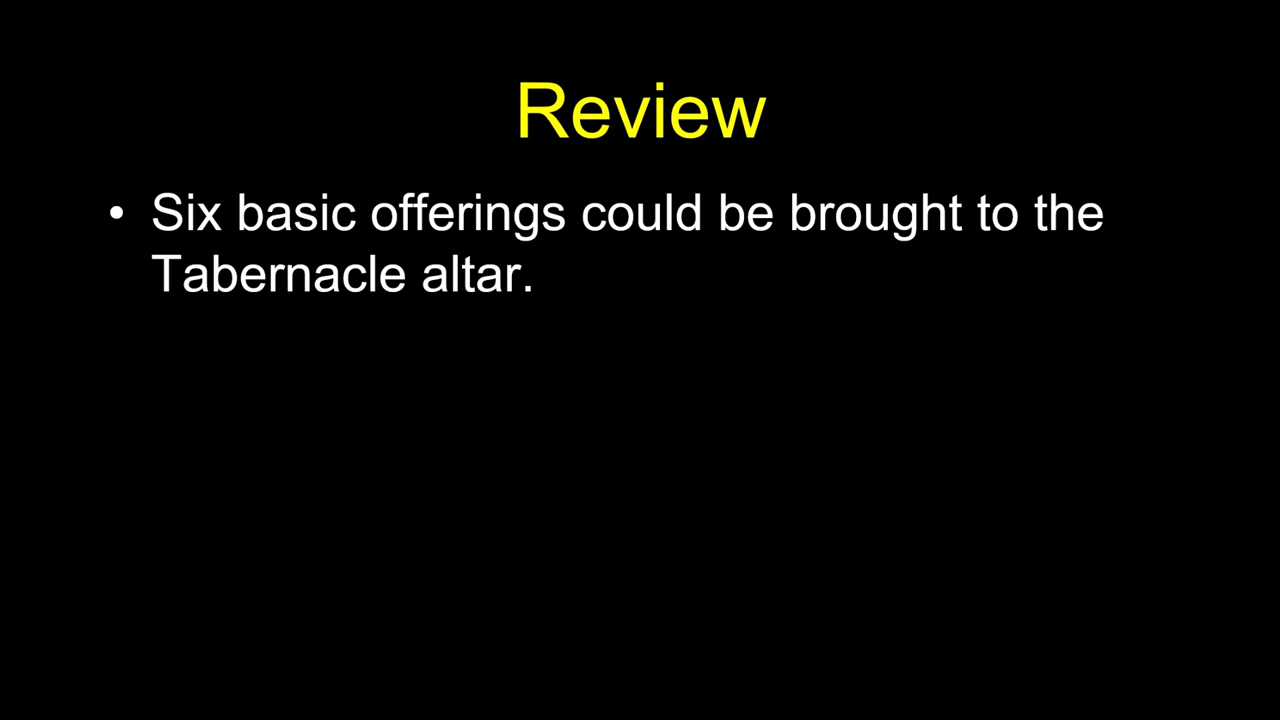 Review
• Six basic offerings could be brought to the
Tabernacle altar.